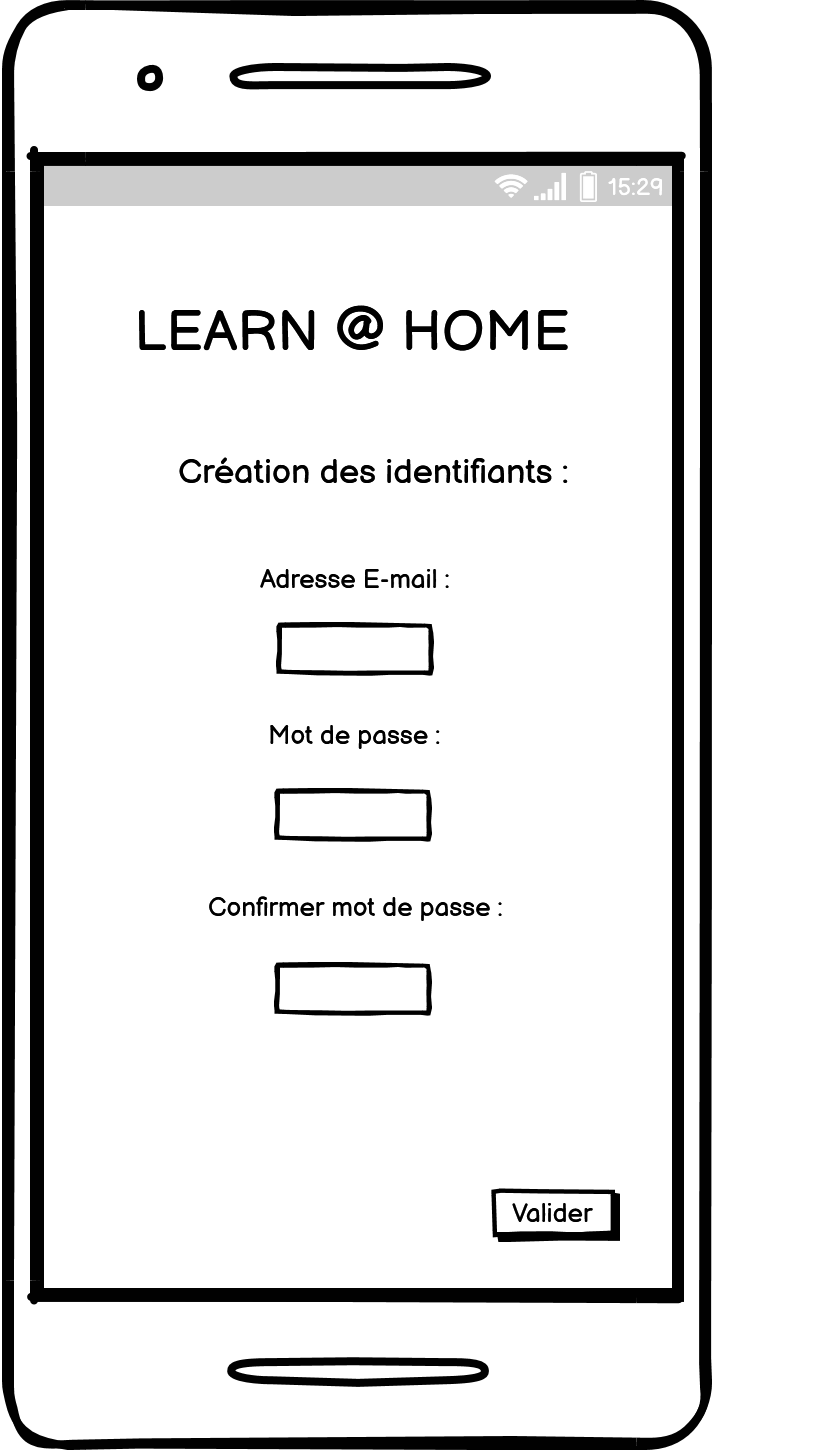 15:29
LEARN @ HOME
Création des identifiants :
Adresse E-mail :
Mot de passe :
Confirmer mot de passe :
Valider